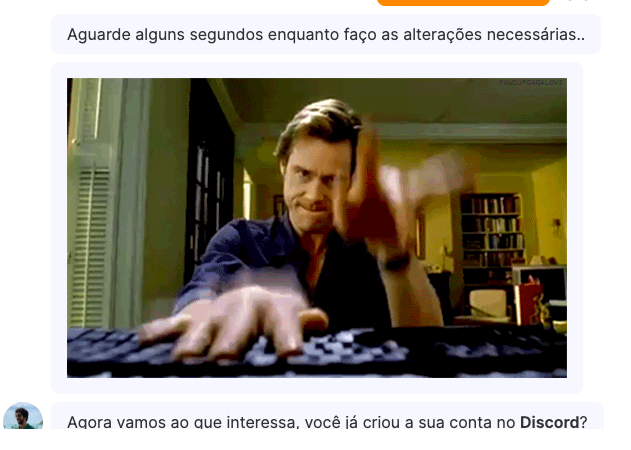 Aguarde alguns segundos enquanto faço as alterações necessárias..
Agora vamos ao que interessa, você já criou a sua conta no Discord?